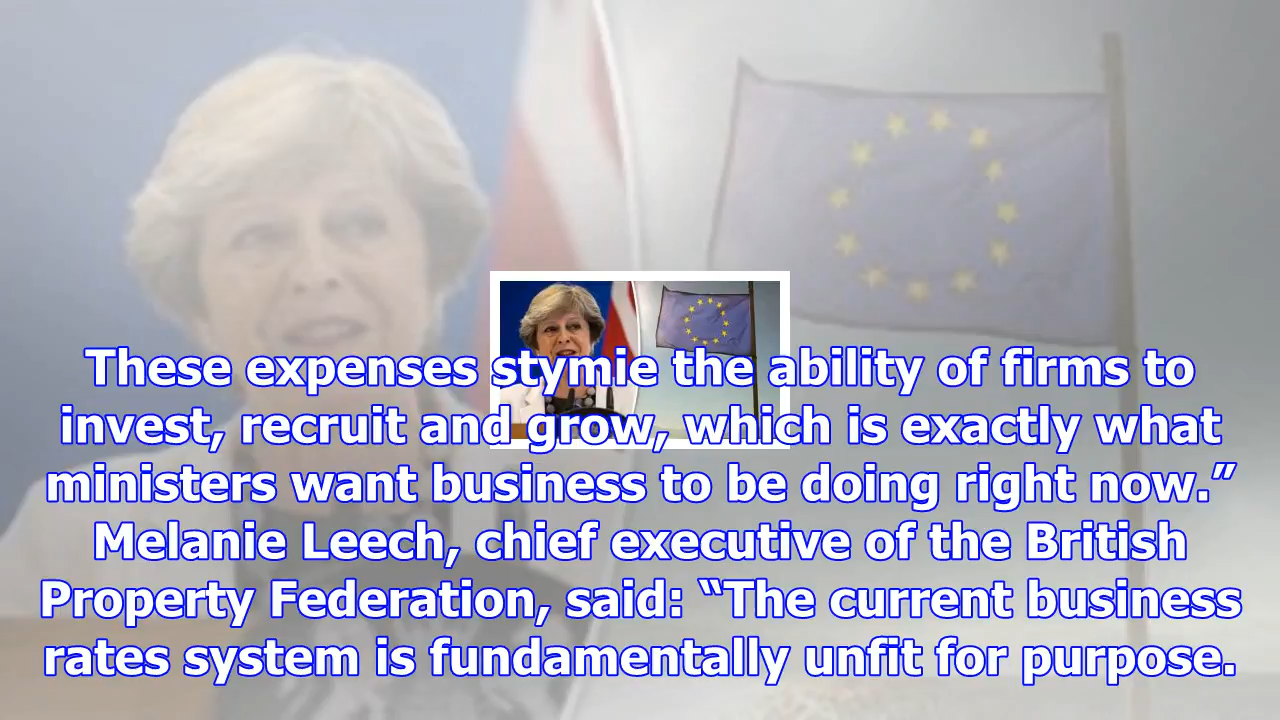 These expenses stymie the ability of firms to
invest, recruit and grow, which is exactly what
ministers want business to be doing right now.”
Melanie Leech, chief executive of the British
Property Federation, said: “The current business
rates system is fundamentally unfit for purpose.